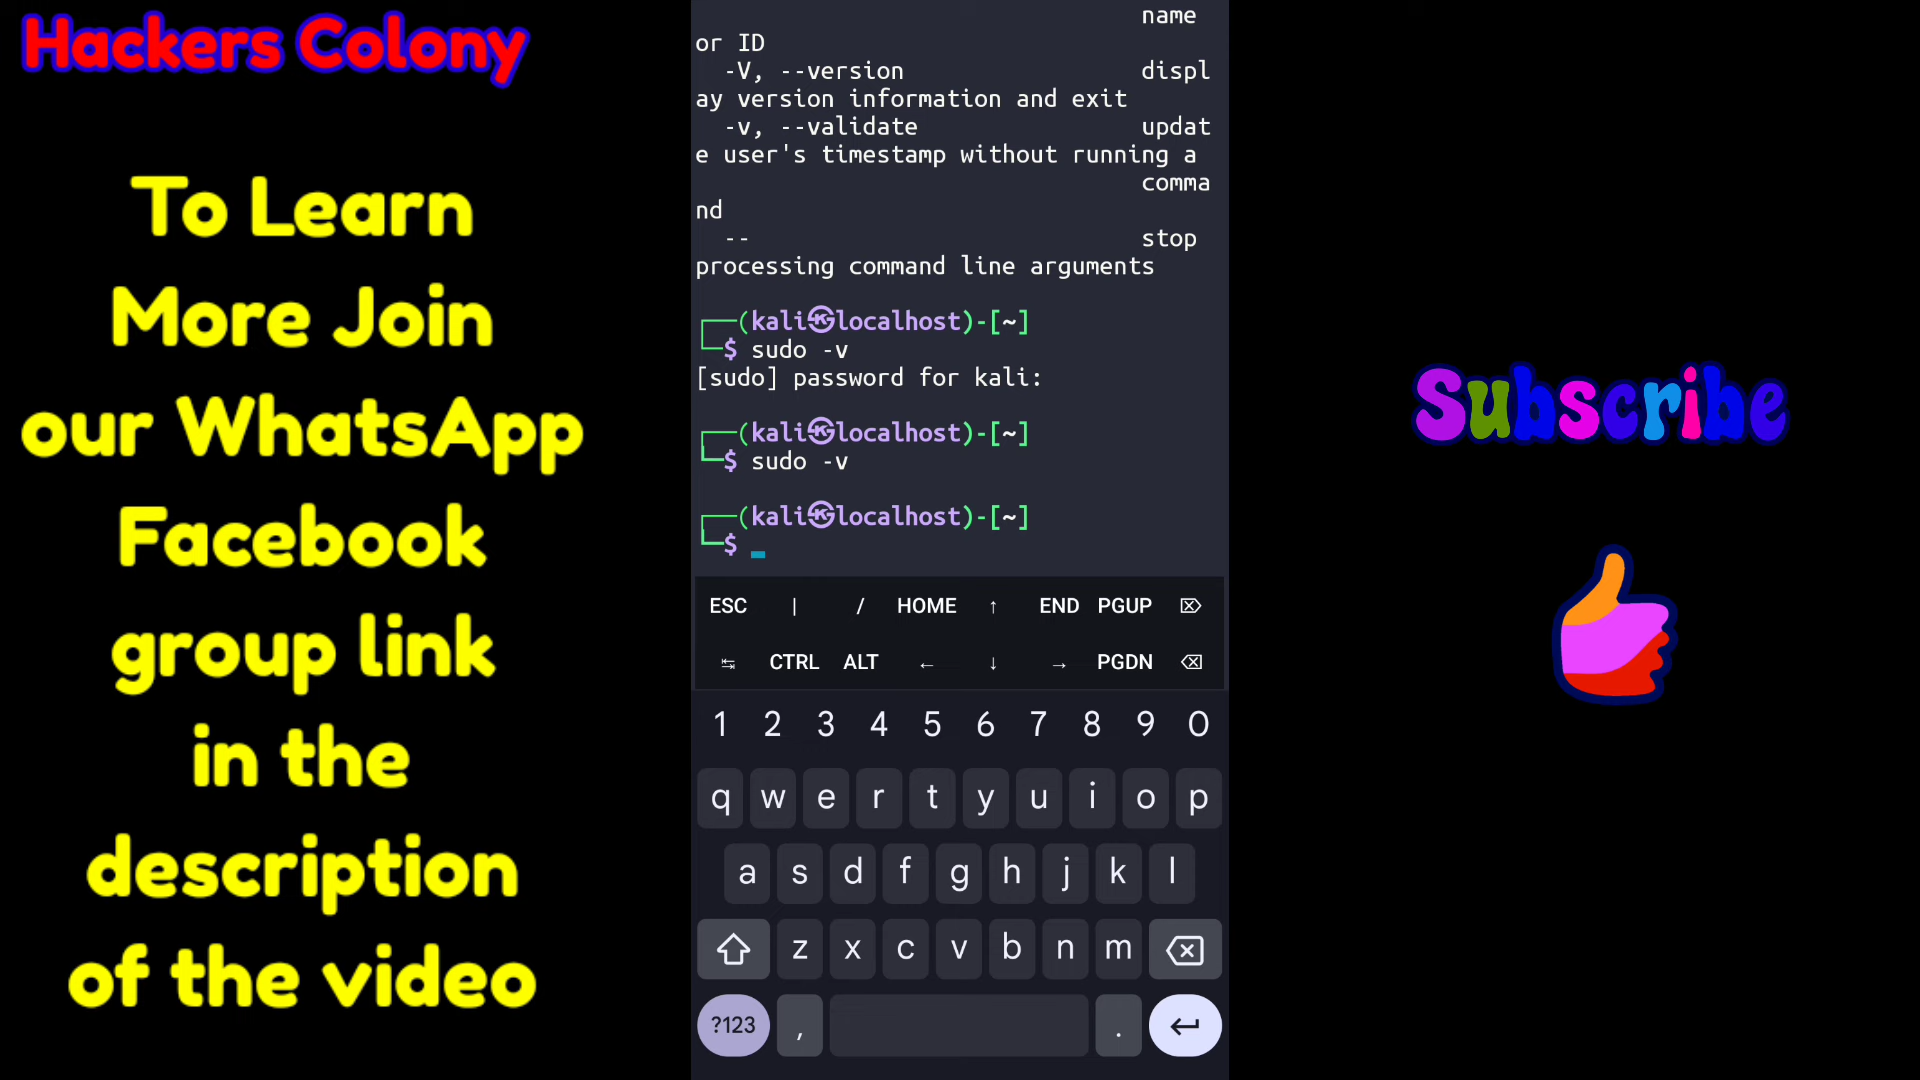 Hackers Colony
To Learn
More Join
our WhatsApp
Facebook
group link
in the
description
of the video
name
or ID
-V, --version displ
ay version information and exit
-v, --validate updat
e user's timestamp without running a
comma
nd
-- stop
processing command line arguments
┌──(kali㉿localhost)-[~]
└─$ sudo -v
[sudo] password for kali:
┌──(kali㉿localhost)-[~]
└─$ sudo -v
┌──(kali㉿localhost)-[~]
└─$
ESC | / HOME ↑ END PGUP ⌦
↹ CTRL ALT ← ↓ → PGDN ⌫
1 2 3 4 5 6 7 8 9 0
q w e r t y u i o p
a s d f g h j k l
z x c v b n m
?123 , .
Subscribe